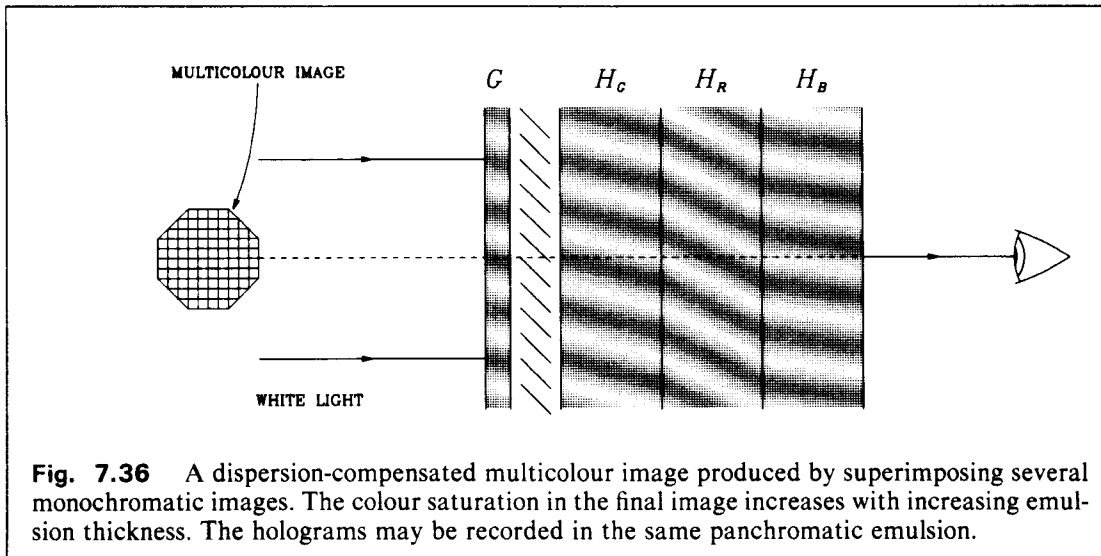 MULTICOLOUR IMAGE
G H_G H_R H_B
WHITE LIGHT
Fig. 7.36 A dispersion-compensated multicolour image produced by superimposing several
monochromatic images. The colour saturation in the final image increases with increasing emul-
sion thickness. The holograms may be recorded in the same panchromatic emulsion.